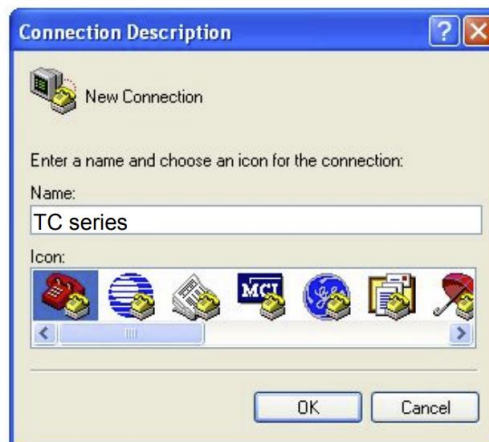 Connection Description
New Connection
Enter a name and choose an icon for the connection:
Name:
TC series
Icon:
MCI
OK
Cancel